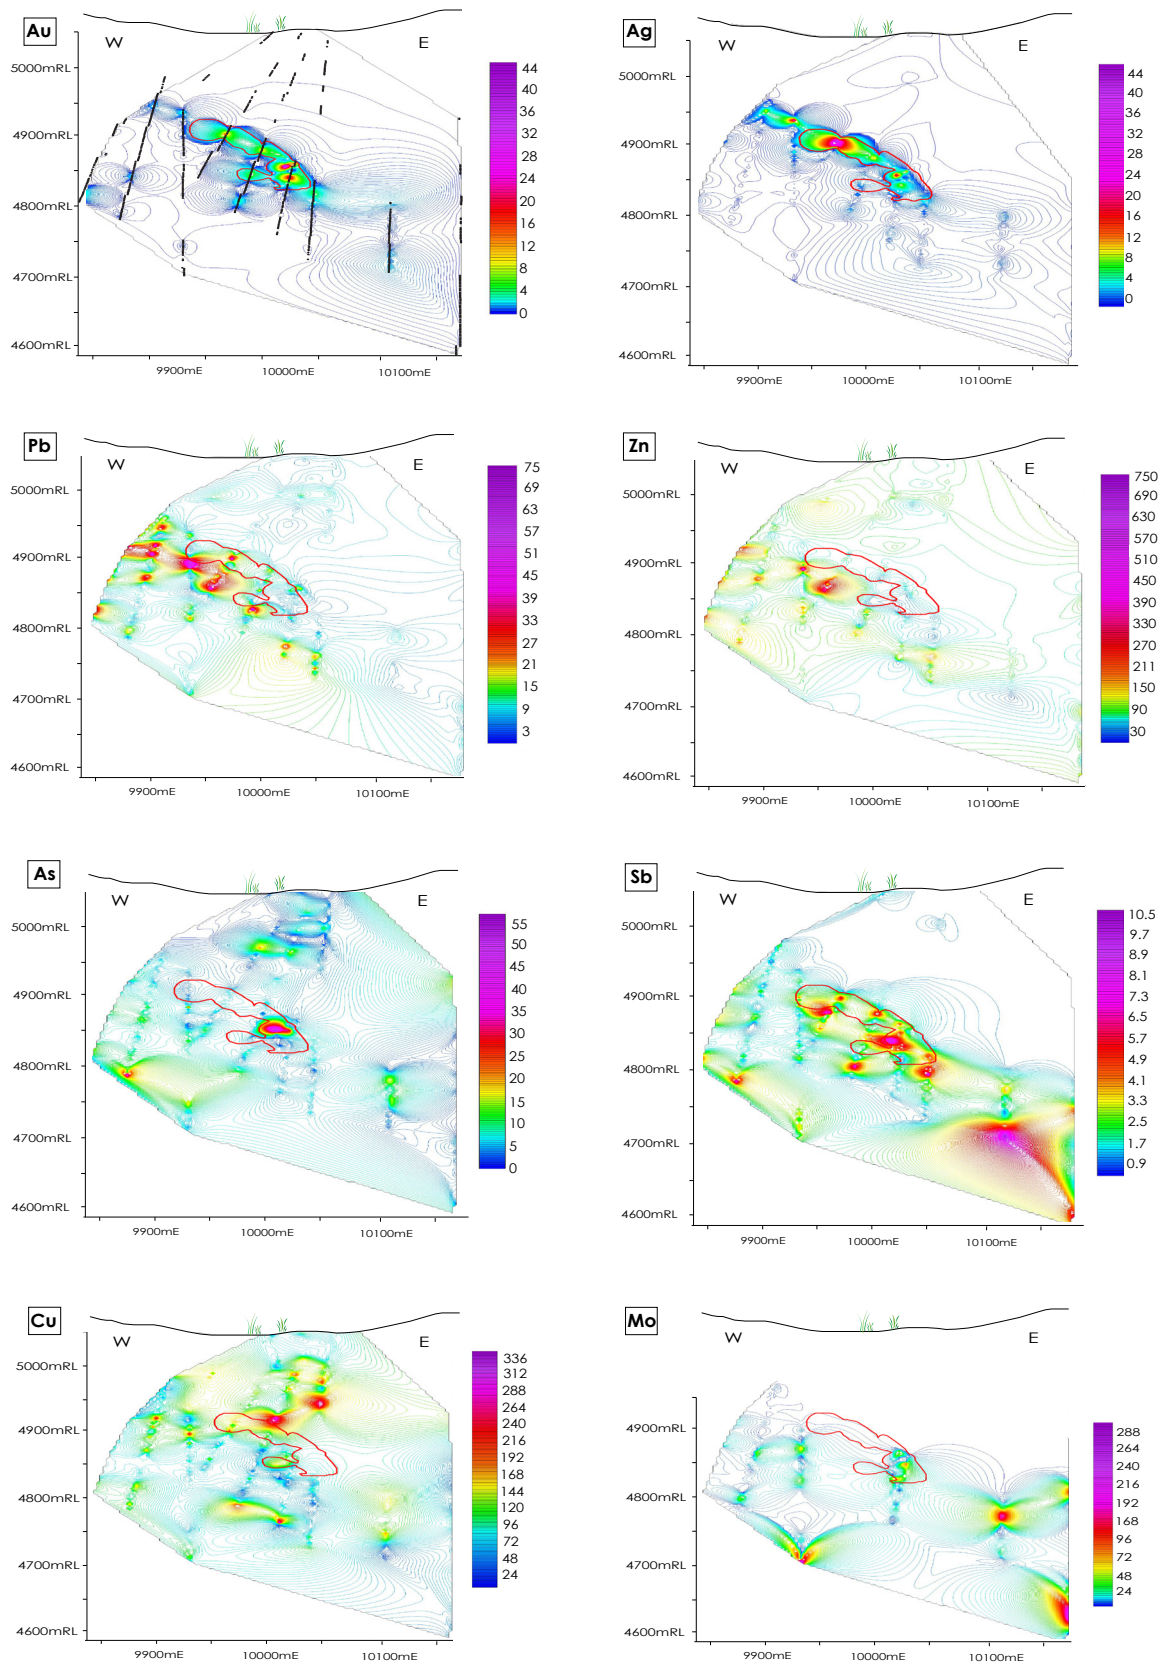 Au
W
E
5000mRL
4900mRL
4800mRL
4700mRL
4600mRL
9900mE 10000mE 10100mE
44
40
36
32
28
24
20
16
12
8
4
0
Ag
W
E
5000mRL
4900mRL
4800mRL
4700mRL
4600mRL
9900mE 10000mE 10100mE
44
40
36
32
28
24
20
16
12
8
4
0
Pb
W
E
5000mRL
4900mRL
4800mRL
4700mRL
4600mRL
9900mE 10000mE 10100mE
75
69
63
57
51
45
39
33
27
21
15
9
3
Zn
W
E
5000mRL
4900mRL
4800mRL
4700mRL
4600mRL
9900mE 10000mE 10100mE
750
690
630
570
510
450
390
330
270
211
150
90
30
As
W
E
5000mRL
4900mRL
4800mRL
4700mRL
4600mRL
9900mE 10000mE 10100mE
55
50
45
40
35
30
25
20
15
10
5
0
Sb
W
E
5000mRL
4900mRL
4800mRL
4700mRL
4600mRL
9900mE 10000mE 10100mE
10.5
9.7
8.9
8.1
7.3
6.5
5.7
4.9
4.1
3.3
2.5
1.7
0.9
Cu
W
E
5000mRL
4900mRL
4800mRL
4700mRL
4600mRL
9900mE 10000mE 10100mE
336
312
288
264
240
216
192
168
144
120
96
72
48
24
Mo
W
E
4900mRL
4800mRL
4700mRL
4600mRL
9900mE 10000mE 10100mE
288
264
240
216
192
168
96
72
48
24